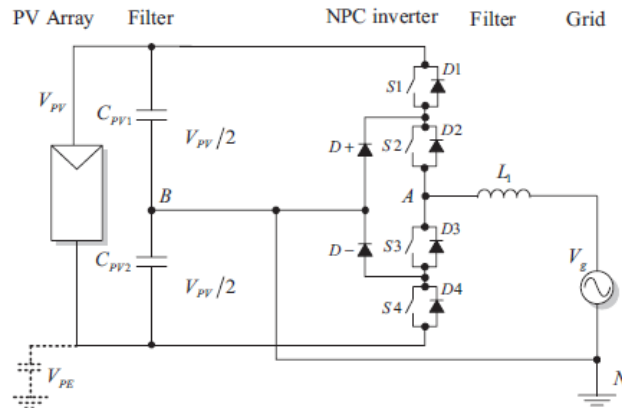 PV Array Filter NPC inverter Filter Grid
S1 D1
V_PV C_PV1
V_PV/2 D+ S2 D2
B A L_1
D− S3 D3
C_PV2 V_g
V_PV/2 S4 D4
V_PE N